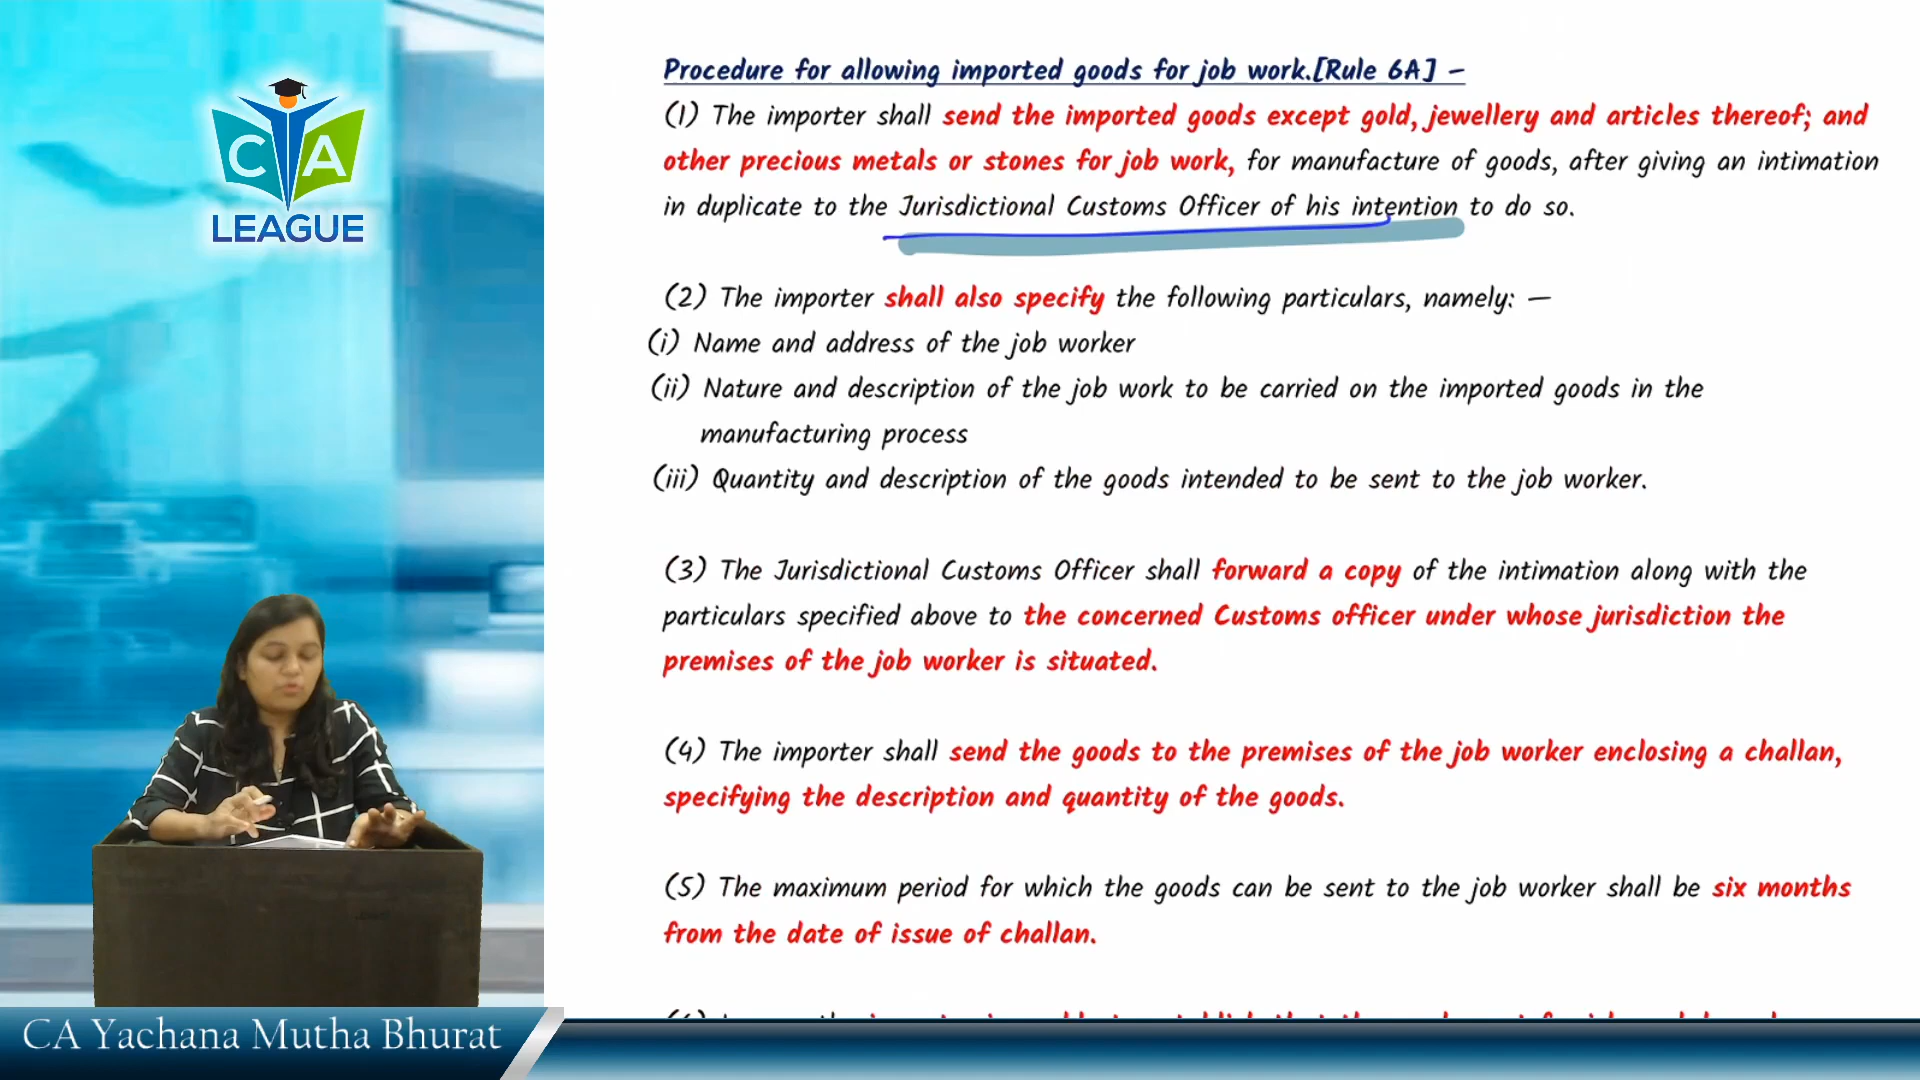 C A
LEAGUE
Procedure for allowing imported goods for job work.[Rule 6A] –
(1) The importer shall send the imported goods except gold, jewellery and articles thereof; and
other precious metals or stones for job work, for manufacture of goods, after giving an intimation
in duplicate to the Jurisdictional Customs Officer of his intention to do so.
(2) The importer shall also specify the following particulars, namely: —
(i) Name and address of the job worker
(ii) Nature and description of the job work to be carried on the imported goods in the
manufacturing process
(iii) Quantity and description of the goods intended to be sent to the job worker.
(3) The Jurisdictional Customs Officer shall forward a copy of the intimation along with the
particulars specified above to the concerned Customs officer under whose jurisdiction the
premises of the job worker is situated.
(4) The importer shall send the goods to the premises of the job worker enclosing a challan,
specifying the description and quantity of the goods.
(5) The maximum period for which the goods can be sent to the job worker shall be six months
from the date of issue of challan.
CA Yachana Mutha Bhurat